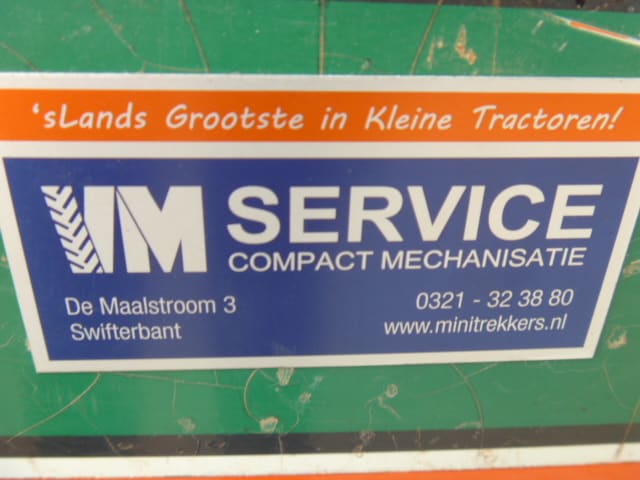 'sLands Grootste in Kleine Tractoren!
VM SERVICE
COMPACT MECHANISATIE
De Maalstroom 3
Swifterbant
0321 - 32 38 80
www.minitrekkers.nl